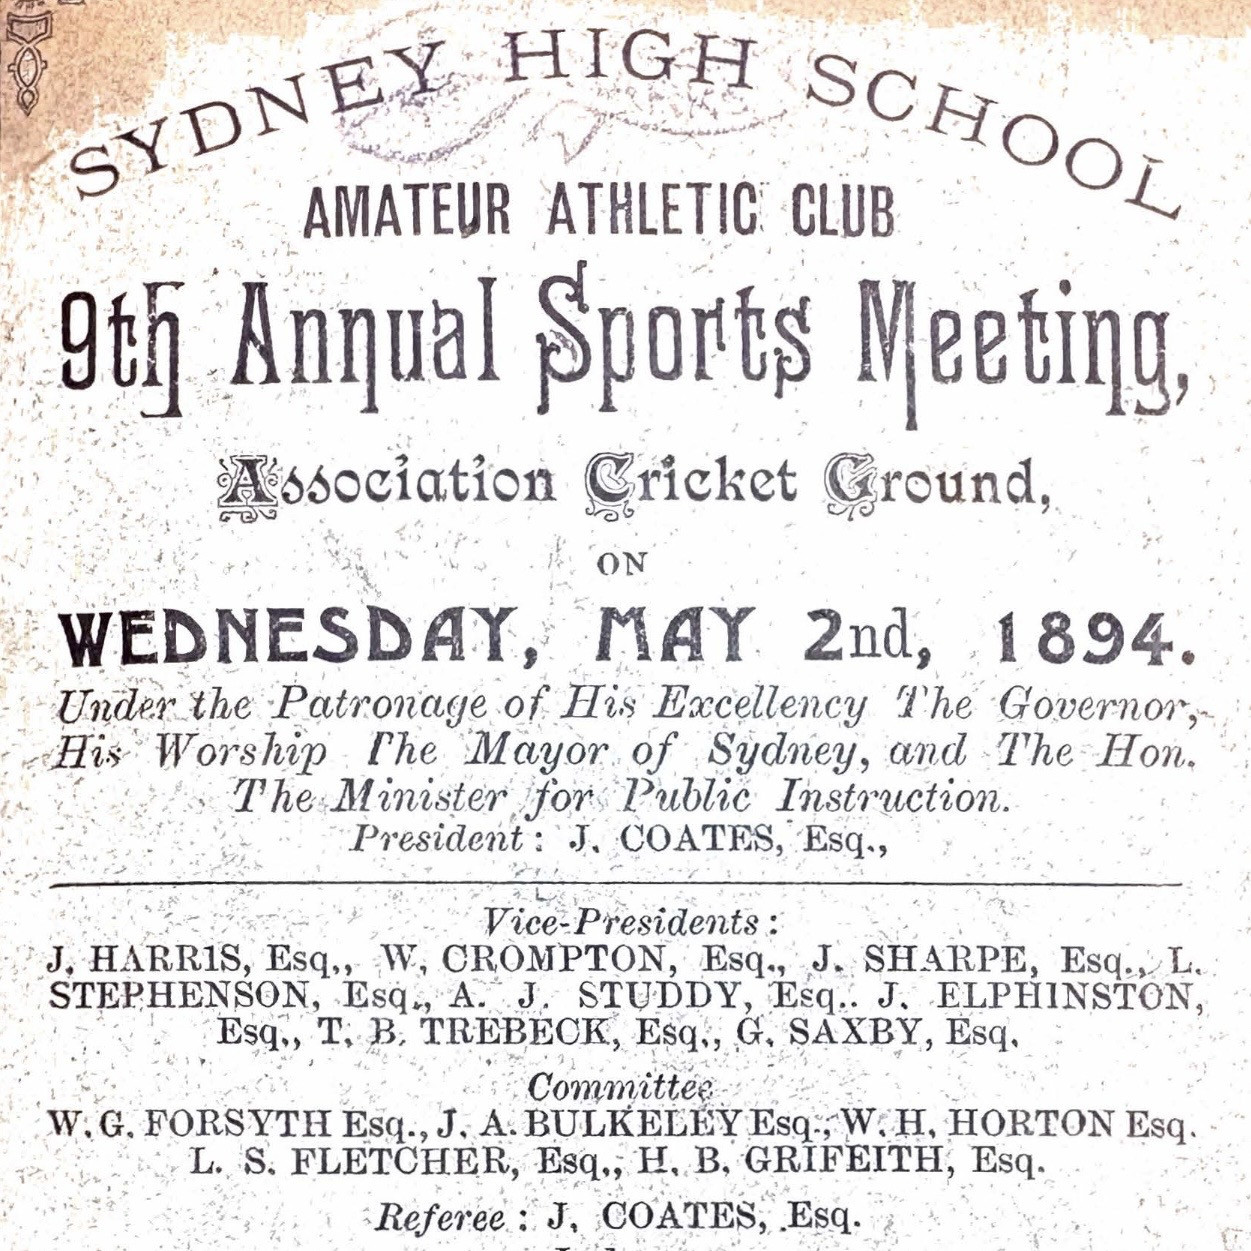 SYDNEY HIGH SCHOOL
AMATEUR ATHLETIC CLUB
9th Annual Sports Meeting,
Association Cricket Ground,
ON
WEDNESDAY, MAY 2nd, 1894.
Under the Patronage of His Excellency The Governor,
His Worship The Mayor of Sydney, and The Hon.
The Minister for Public Instruction.
President: J. COATES, Esq.,
Vice-Presidents:
J. HARR1S, Esq., W, CROMPTON, Esq., J. SHARPE, Esq., L.
STEPHENSON, Esq., A. J. STUDDY, Esq.. J. ELPH1NSTON,
Esq., T. B. TREBECK, Esq., G. SAXBY, Esq.
Committee
W. G. FORSYTH Esq., J. A. BULKELEY Esq., W. H. HORTON Esq.
L. S. FLETCHER, Esq., H. B. GRIFEITH, Esq.
Referee: J. COATES, Esq.